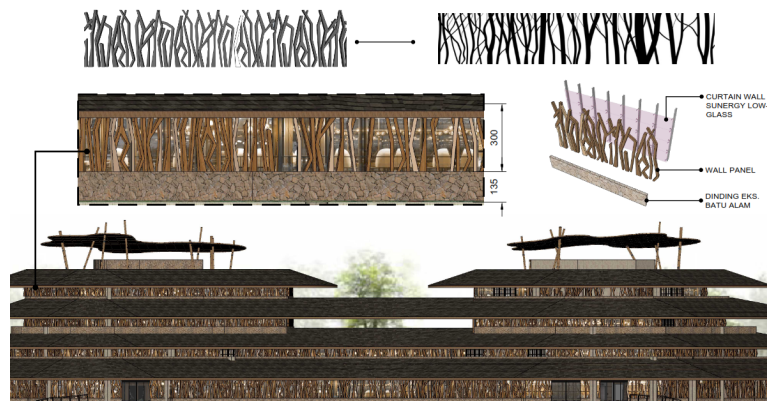 CURTAIN WALL
SUNERGY LOW-
GLASS
300
WALL PANEL
135
DINDING EKS.
BATU ALAM